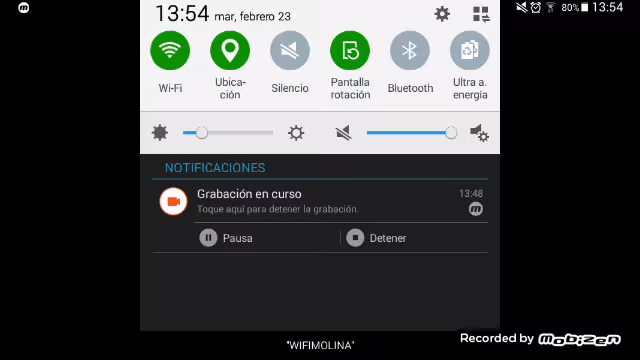 13:54 mar, febrero 23
80% 13:54
Wi-Fi
Ubica-
ción
Silencio
Pantalla
rotación
Bluetooth
Ultra a.
energía
NOTIFICACIONES
Grabación en curso
13:48
Toque aquí para detener la grabación.
Pausa
Detener
"WIFIMOLINA"
Recorded by Mobizen